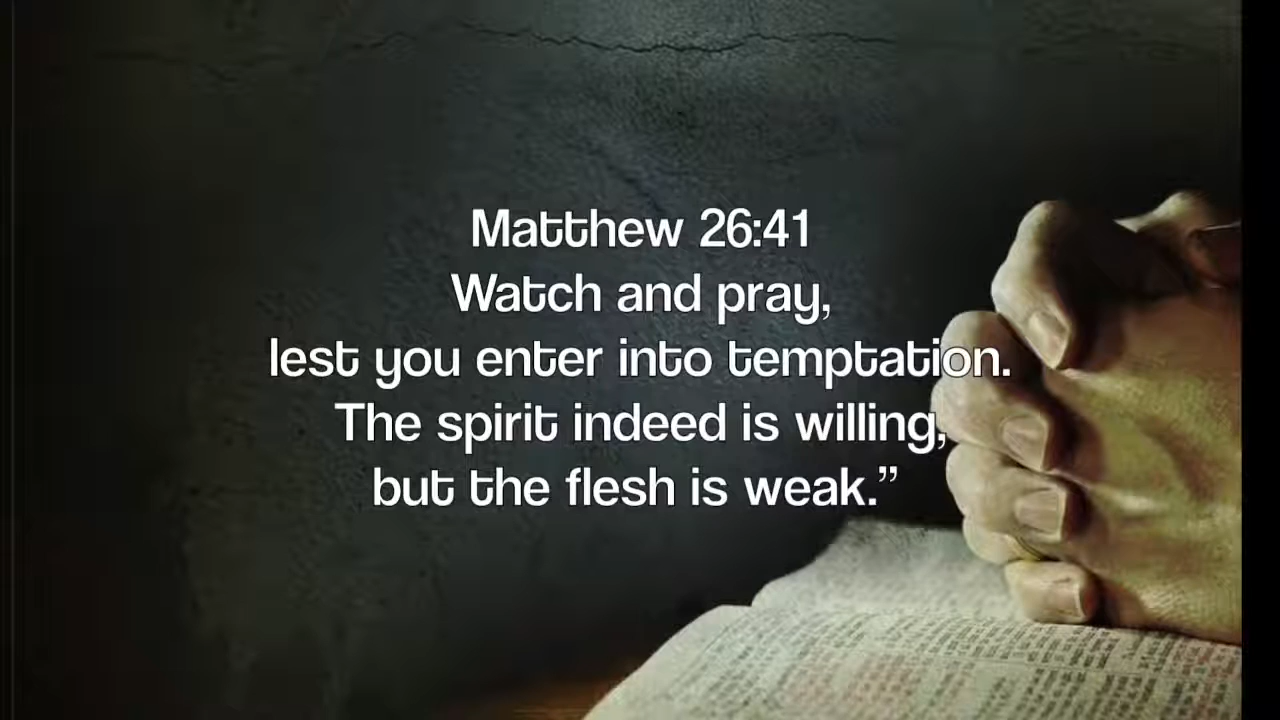 Matthew 26:41
Watch and pray,
lest you enter into temptation.
The spirit indeed is willing,
but the flesh is weak.”